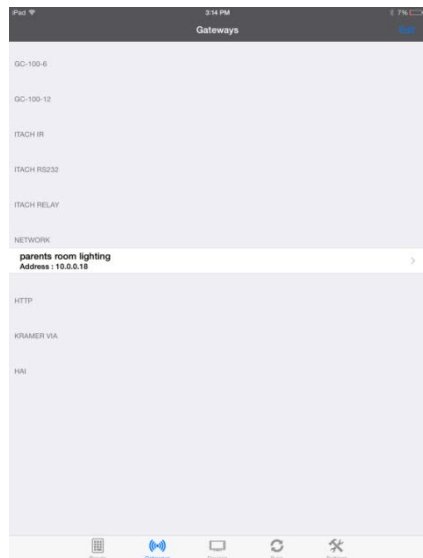 iPad
3:14 PM
7%
Gateways
Edit
GC-100-6
GC-100-12
ITACH IR
ITACH RS232
ITACH RELAY
NETWORK
parents room lighting
Address : 10.0.0.18
HTTP
KRAMER VIA
HAI